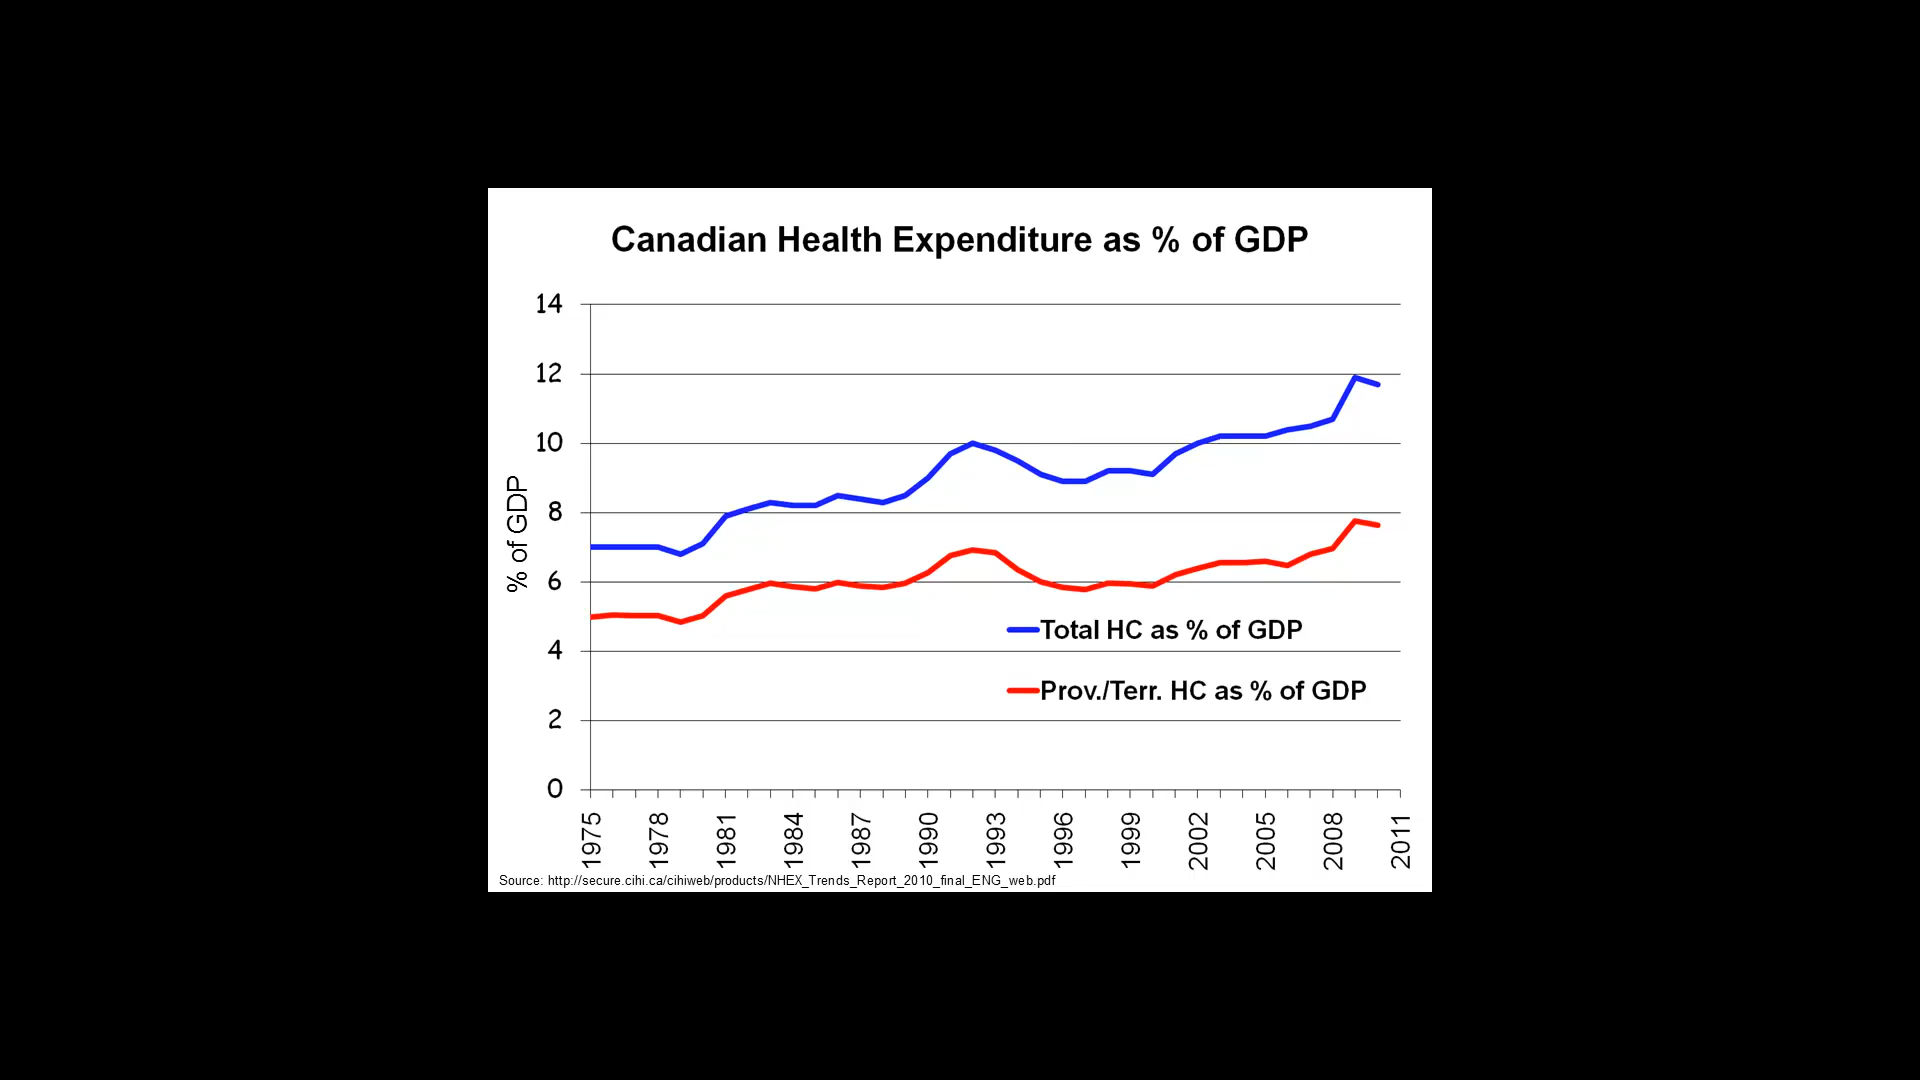 Canadian Health Expenditure as % of GDP
14
12
10
8
6
4
2
0
% of GDP
Total HC as % of GDP
Prov./Terr. HC as % of GDP
1975 1978 1981 1984 1987 1990 1993 1996 1999 2002 2005 2008 2011
Source: http://secure.cihi.ca/cihiweb/products/NHEX_Trends_Report_2010_final_ENG_web.pdf